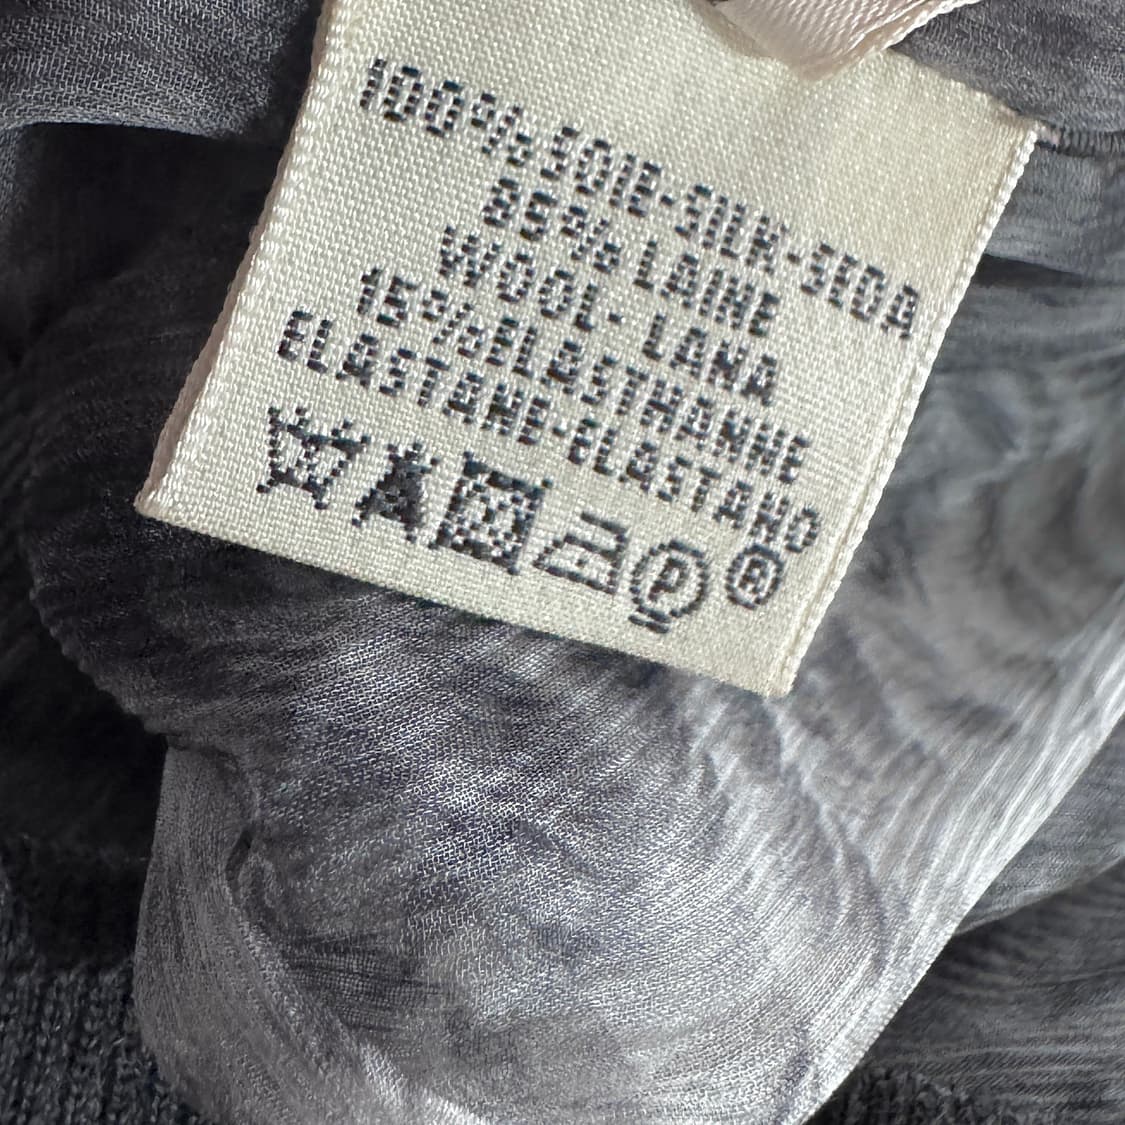 100% SOIE-SILK-SEDA
85% LAINE
WOOL- LANA
15% ELASTHANNE
ELASTANE-ELASTANO
P ®